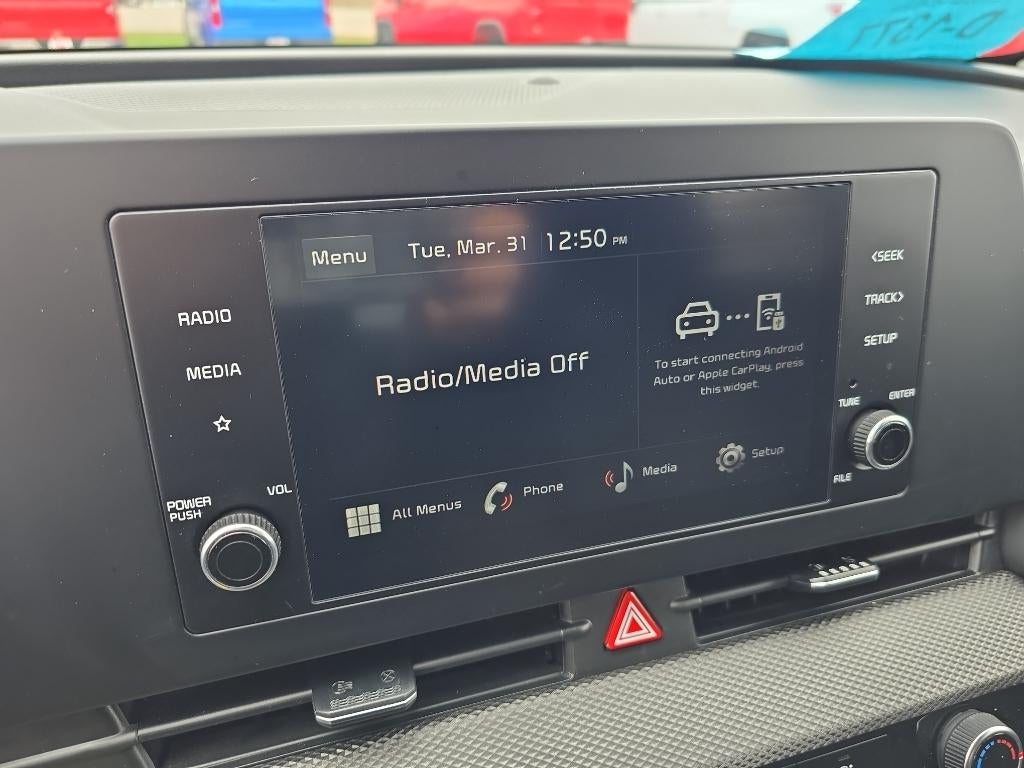 D-1377
Menu
Tue, Mar. 31
12:50 PM
RADIO
MEDIA
POWER
PUSH
VOL
Radio/Media Off
To start connecting Android
Auto or Apple CarPlay, press
this widget.
All Menus
Phone
Media
Setup
<SEEK
TRACK>
SETUP
TUNE
ENTER
FILE